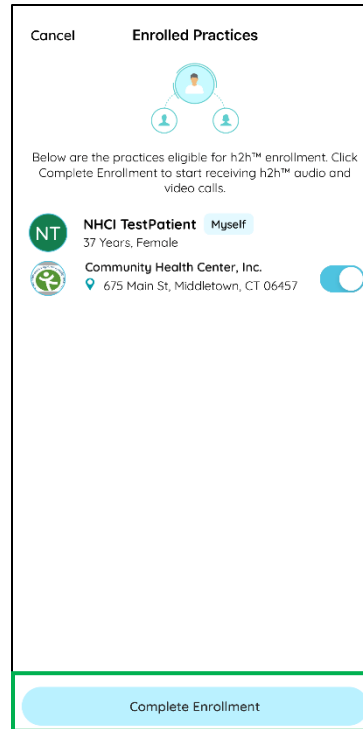 Cancel Enrolled Practices
Below are the practices eligible for h2h™ enrollment. Click
Complete Enrollment to start receiving h2h™ audio and
video calls.
NT NHCI TestPatient Myself
37 Years, Female
Community Health Center, Inc.
675 Main St, Middletown, CT 06457
Complete Enrollment